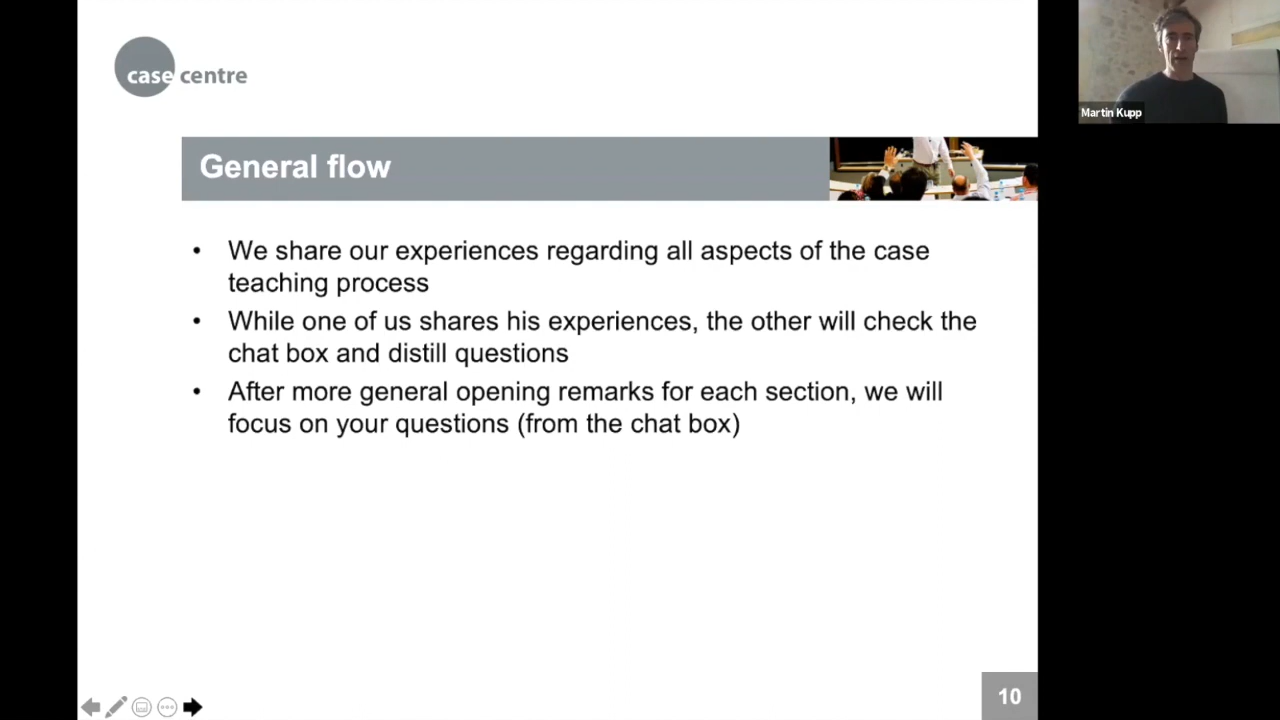 case centre
Martin Kupp
General flow
• We share our experiences regarding all aspects of the case
teaching process
• While one of us shares his experiences, the other will check the
chat box and distill questions
• After more general opening remarks for each section, we will
focus on your questions (from the chat box)
10